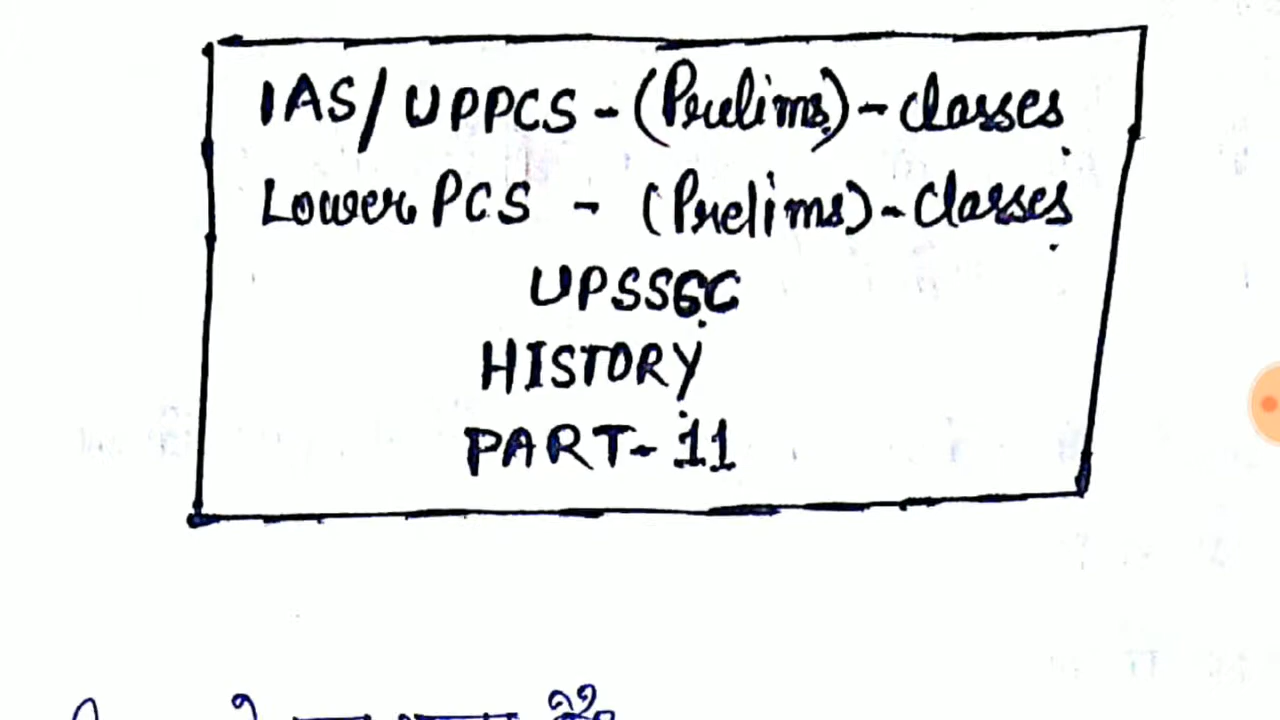 IAS/UPPCS-(Prelims)-classes
Lower PCS - (Prelims)-classes
UPSSSC
HISTORY
PART-11